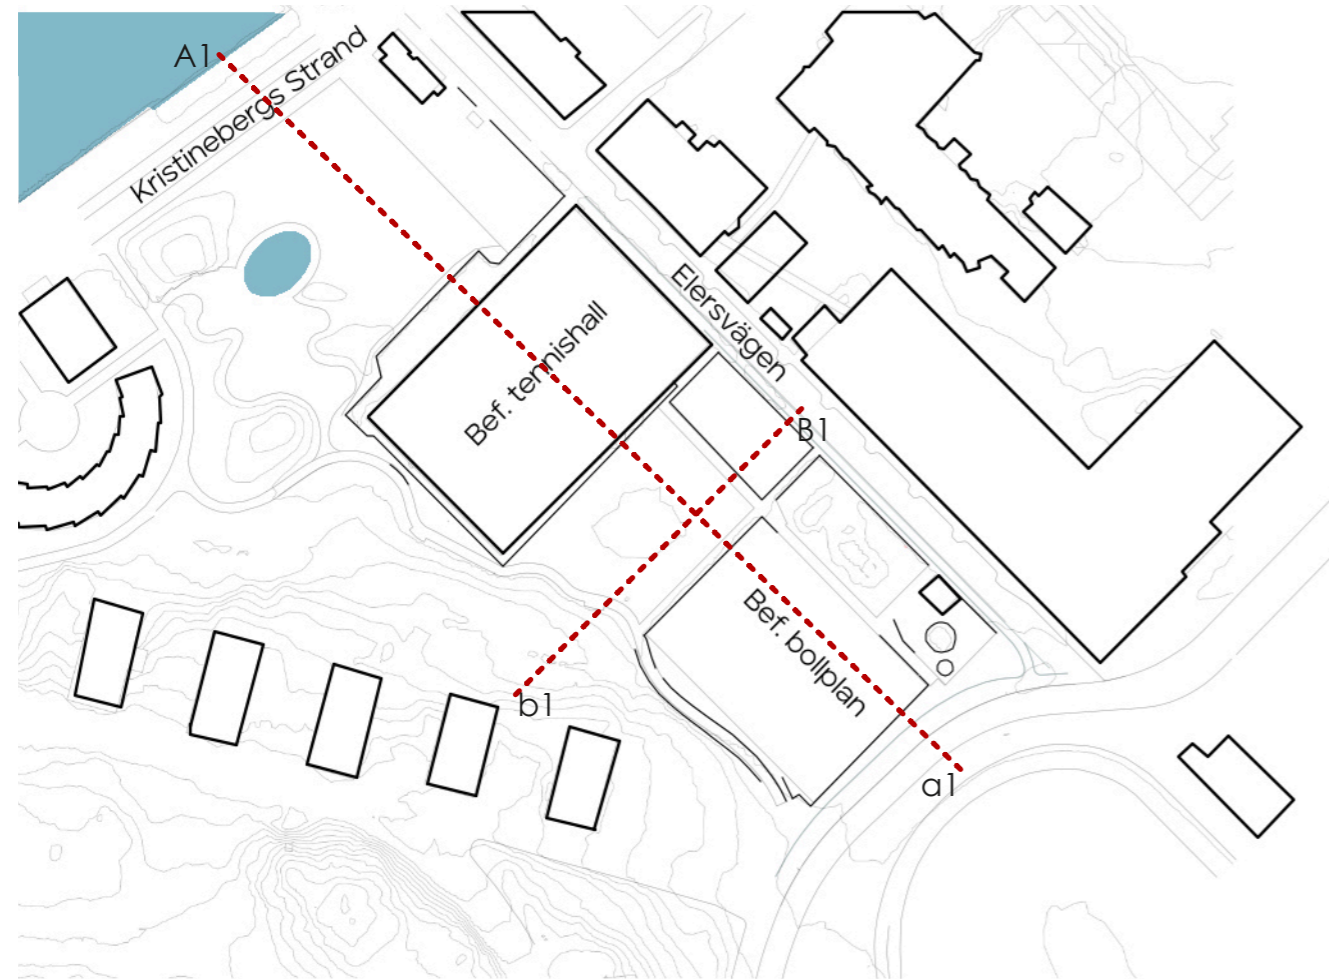 A1
Kristinebergs Strand
Elersvägen
Bef. tennishall
B1
Bef. bollplan
b1
a1